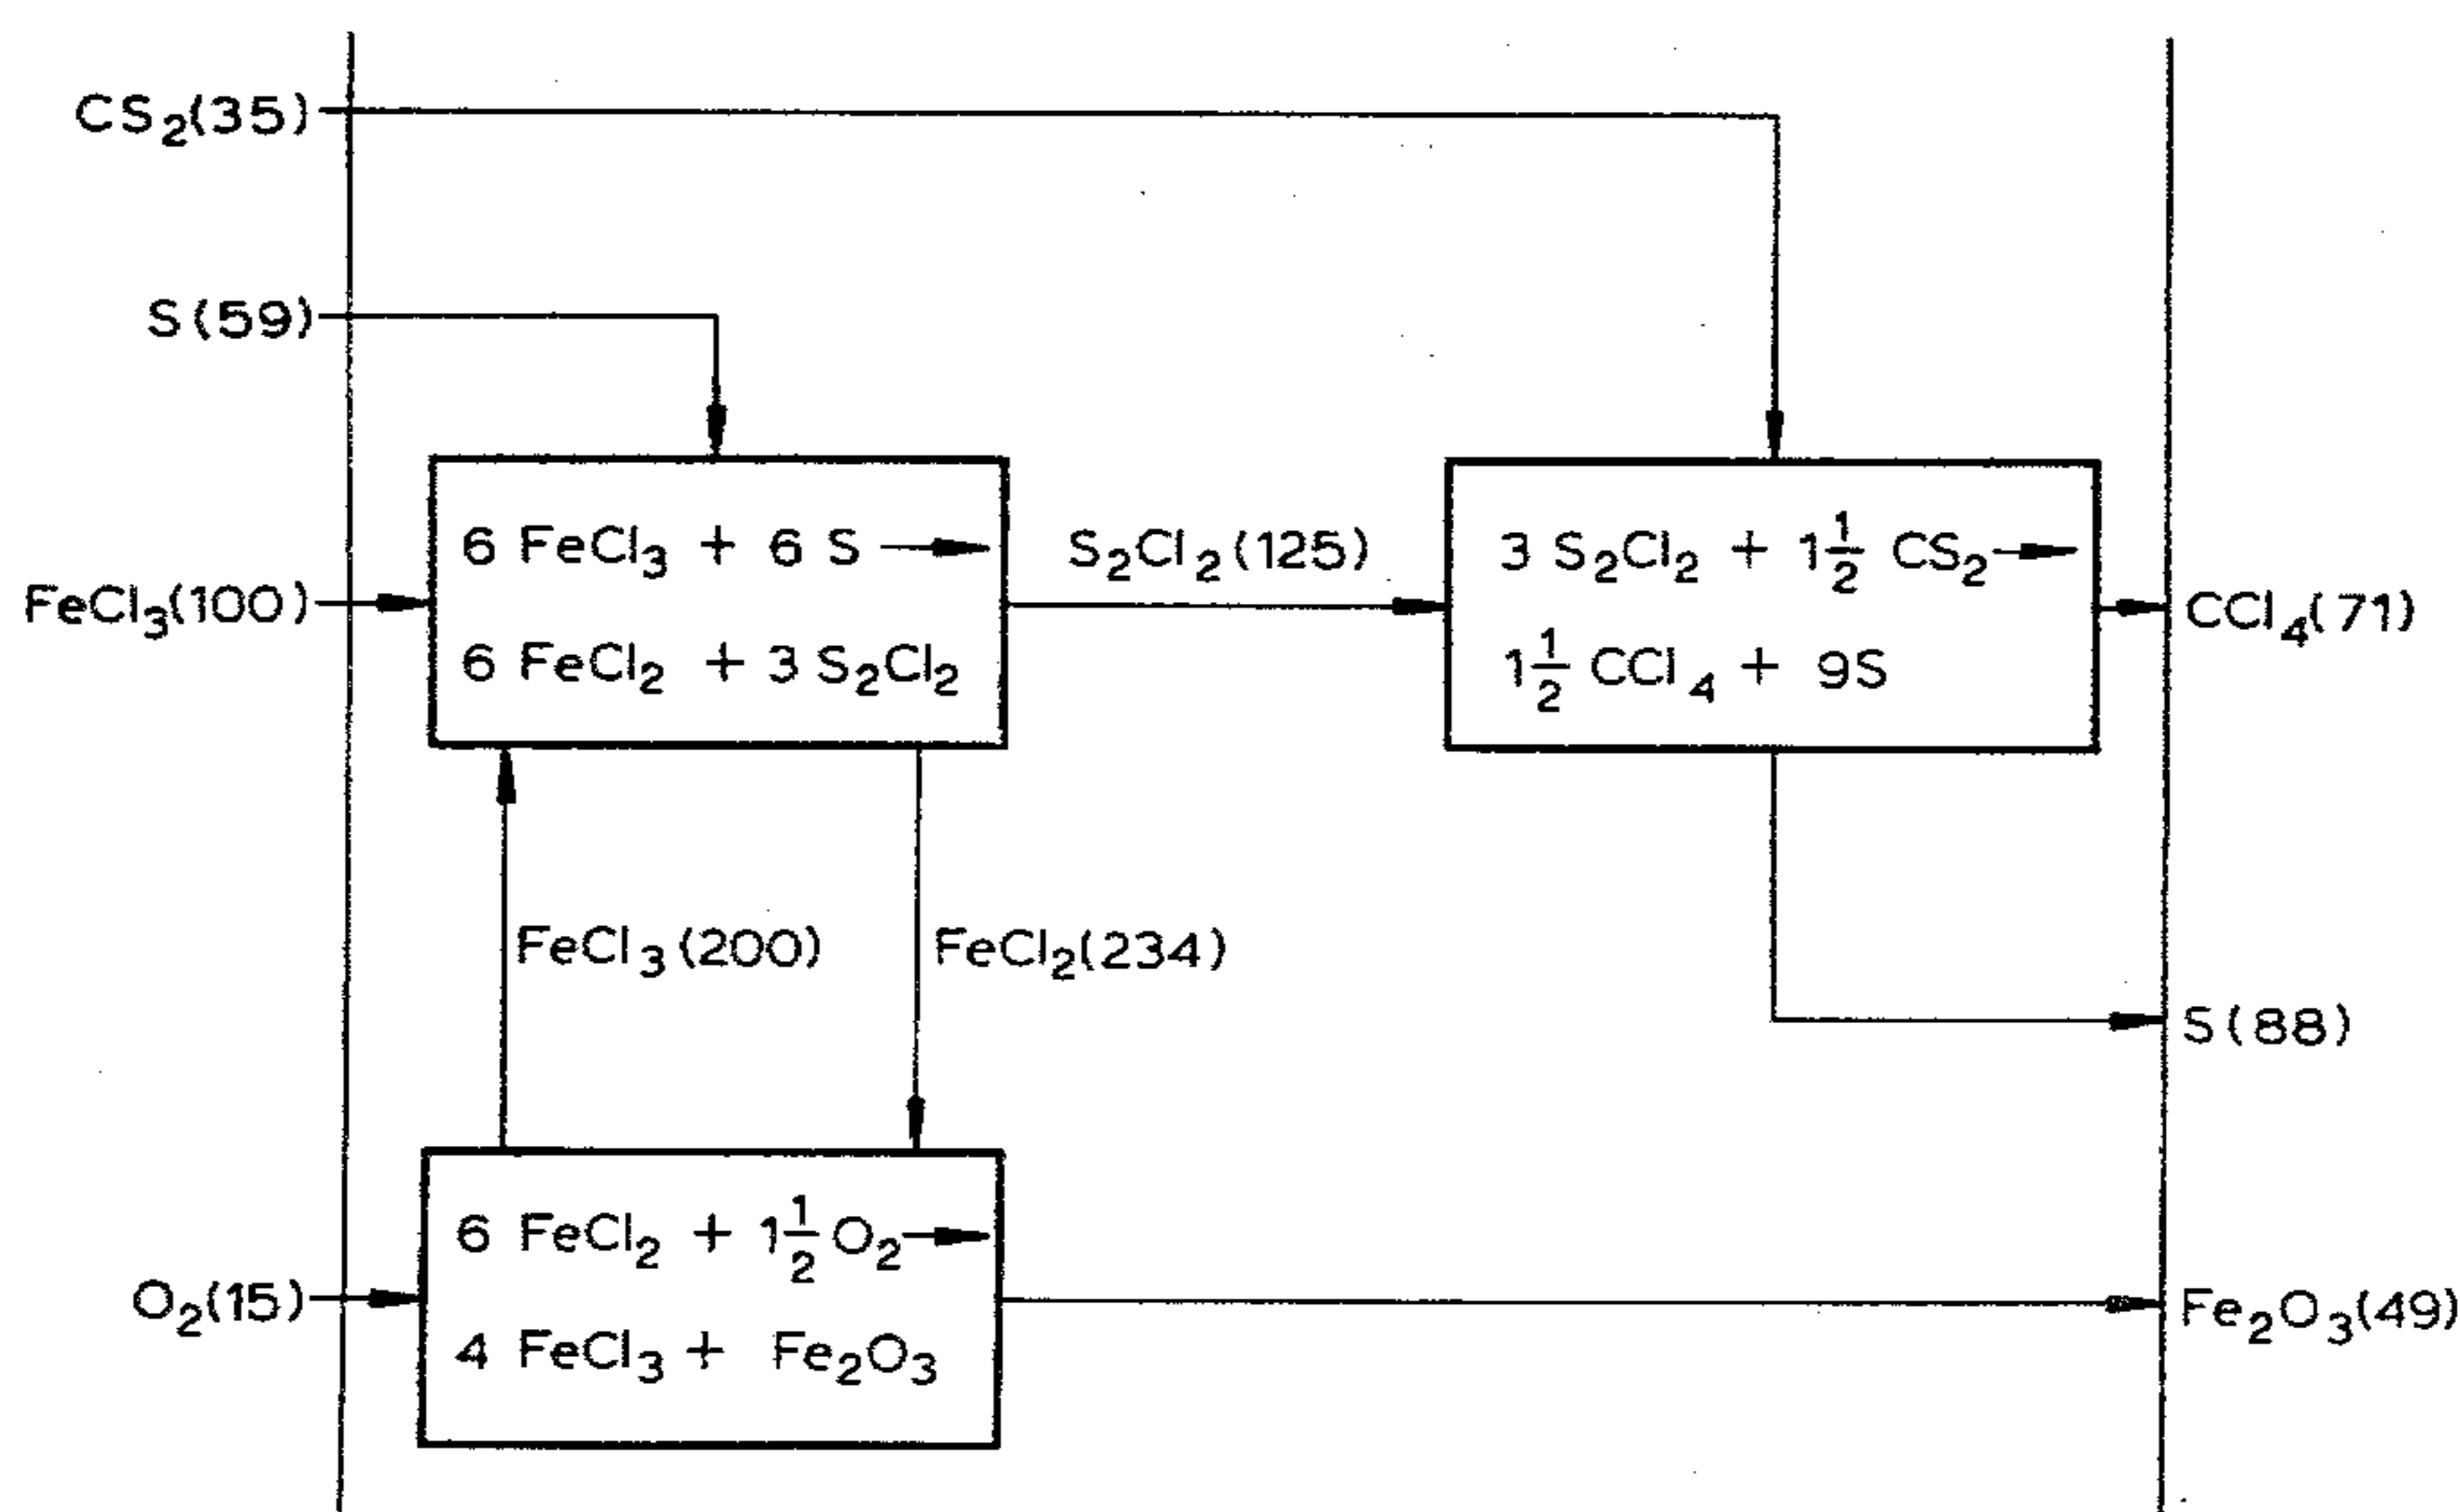 CS₂(35)
S(59)
FeCl₃(100)
6 FeCl₃ + 6 S →
6 FeCl₂ + 3 S₂Cl₂
S₂Cl₂(125)
3 S₂Cl₂ + 1½ CS₂ →
1½ CCl₄ + 9S
CCl₄(71)
FeCl₃(200)
FeCl₂(234)
S(88)
O₂(15)
6 FeCl₂ + 1½ O₂ →
4 FeCl₃ + Fe₂O₃
Fe₂O₃(49)